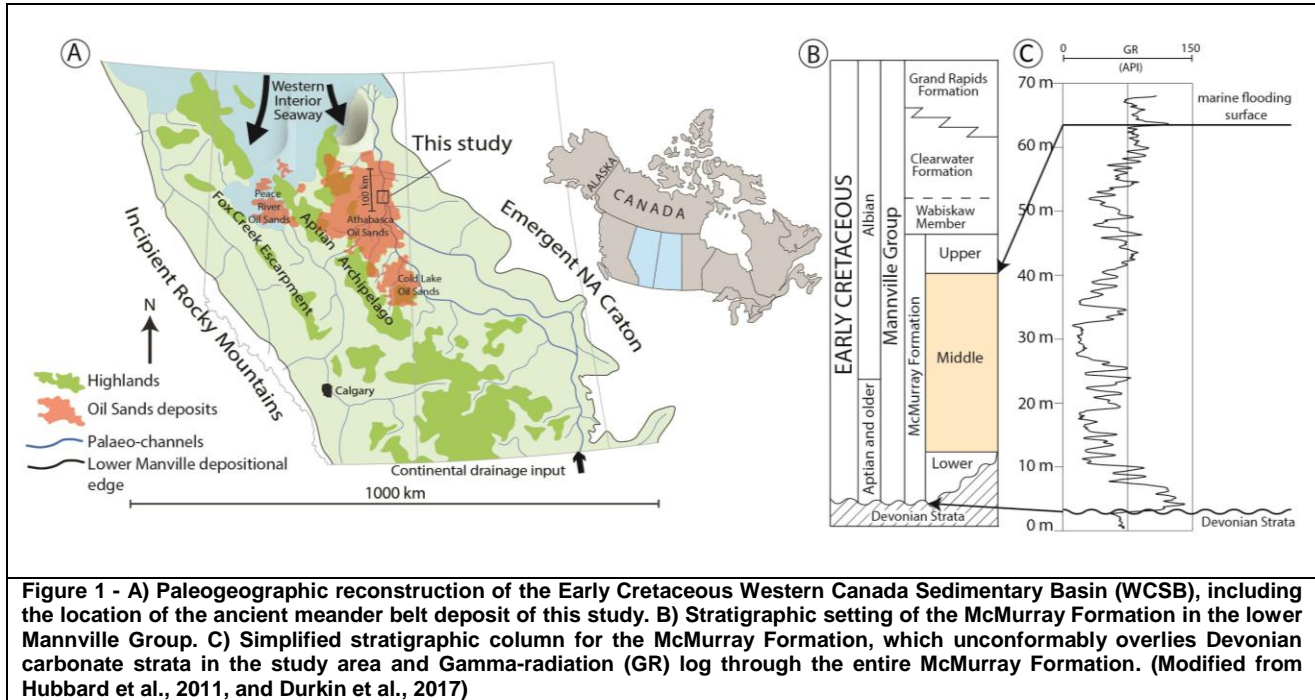 A
Western
Interior
Seaway
This study
100 km
Peace
River
Oil Sands
Athabasca
Oil Sands
Fox Creek Escarpment
Aptian Archipelago
Cold Lake
Oil Sands
Incipient Rocky Mountains
Emergent NA Craton
N
Highlands
Oil Sands deposits
Palaeo-channels
Lower Manville depositional
edge
Calgary
Continental drainage input
1000 km
ALASKA
CANADA
B
EARLY CRETACEOUS
Albian
Aptian and older
Mannville Group
McMurray Formation
Grand Rapids
Formation
Clearwater
Formation
Wabiskaw
Member
Upper
Middle
Lower
Devonian Strata
C
0 GR 150
(API)
70 m
60 m
50 m
40 m
30 m
20 m
10 m
0 m
marine flooding
surface
Devonian Strata
Figure 1 - A) Paleogeographic reconstruction of the Early Cretaceous Western Canada Sedimentary Basin (WCSB), including
the location of the ancient meander belt deposit of this study. B) Stratigraphic setting of the McMurray Formation in the lower
Mannville Group. C) Simplified stratigraphic column for the McMurray Formation, which unconformably overlies Devonian
carbonate strata in the study area and Gamma-radiation (GR) log through the entire McMurray Formation. (Modified from
Hubbard et al., 2011, and Durkin et al., 2017)